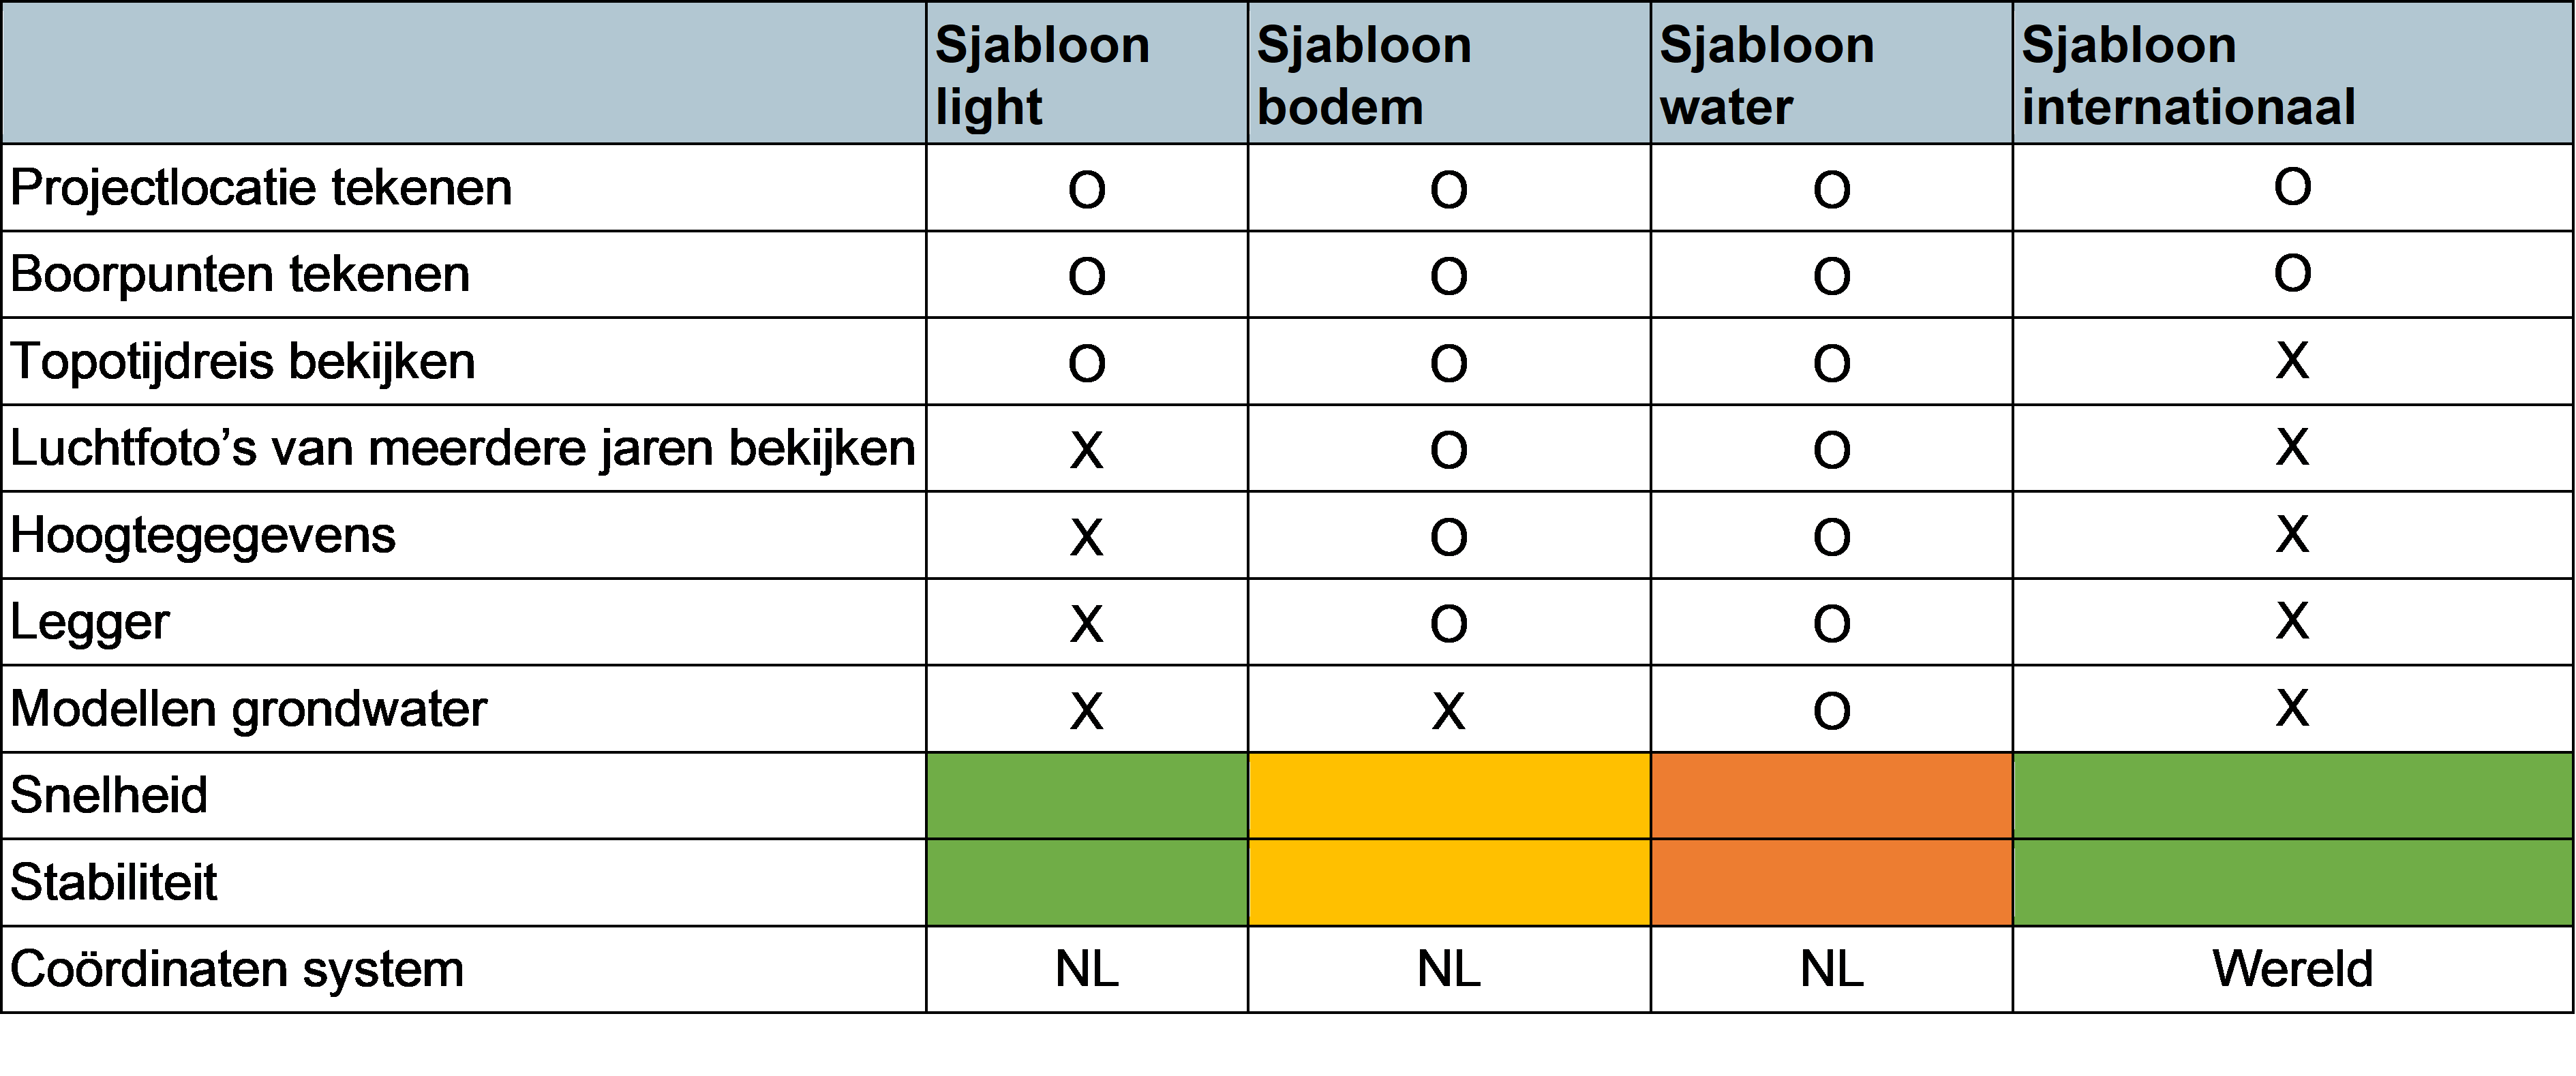 Sjabloon light Sjabloon bodem Sjabloon water Sjabloon internationaal
Projectlocatie tekenen O O O O
Boorpunten tekenen O O O O
Topotijdreis bekijken O O O X
Luchtfoto’s van meerdere jaren bekijken X O O X
Hoogtegegevens X O O X
Legger X O O X
Modellen grondwater X X O X
Snelheid
Stabiliteit
Coördinaten system NL NL NL Wereld